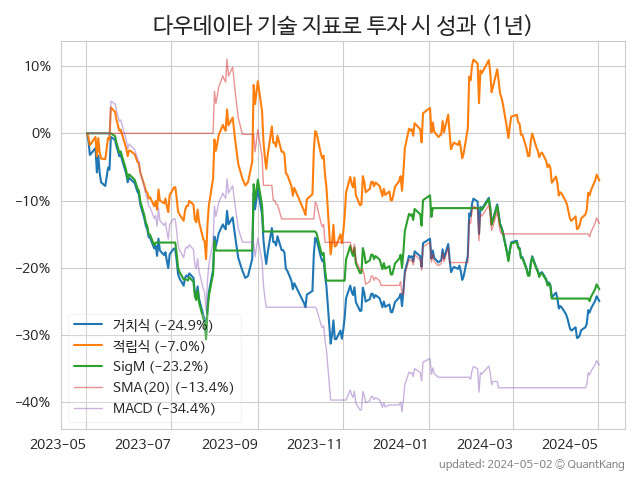 다우데이타 기술 지표로 투자 시 성과 (1년)
10%
0%
−10%
−20%
−30%
−40%
거치식 (−24.9%)
적립식 (−7.0%)
SigM (−23.2%)
SMA(20) (−13.4%)
MACD (−34.4%)
2023-05 2023-07 2023-09 2023-11 2024-01 2024-03 2024-05
updated: 2024-05-02 © QuantKang